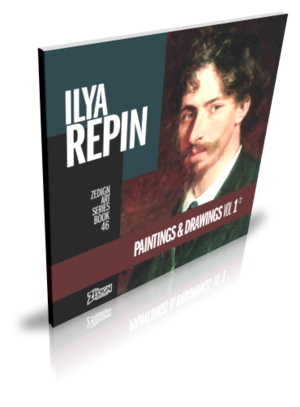 ILYA
REPIN
ZEDIGN
ART
SERIES
BOOK
46
PAINTINGS & DRAWINGS VOL 1
ZEDIGN